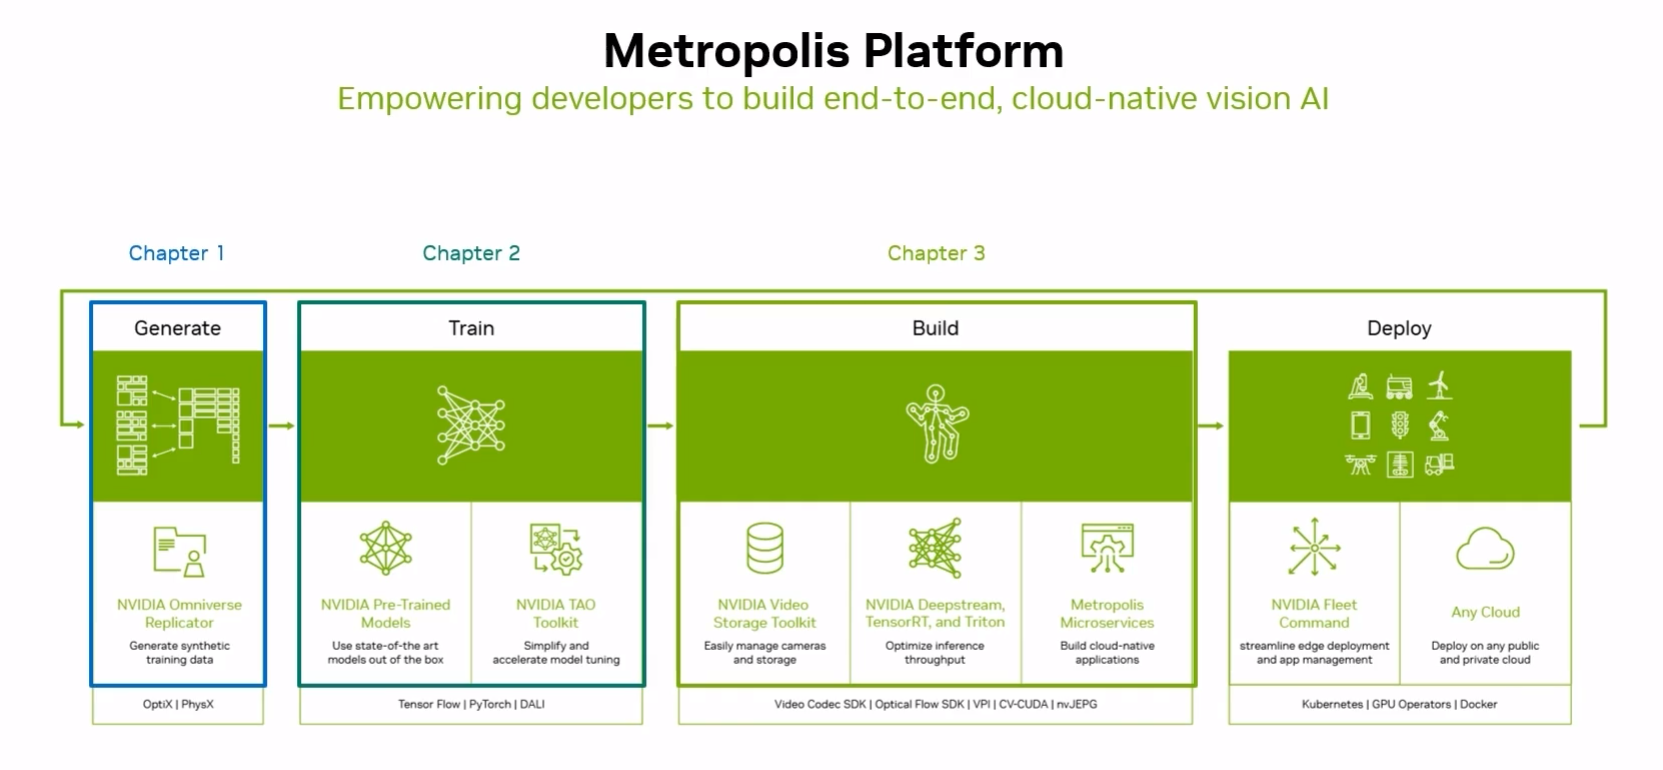 Metropolis Platform
Empowering developers to build end-to-end, cloud-native vision AI
Chapter 1
Chapter 2
Chapter 3
Generate
Train
Build
Deploy
NVIDIA Omniverse
Replicator
Generate synthetic
training data
NVIDIA Pre-Trained
Models
Use state-of-the art
models out of the box
NVIDIA TAO
Toolkit
Simplify and
accelerate model tuning
NVIDIA Video
Storage Toolkit
Easily manage cameras
and storage
NVIDIA Deepstream,
TensorRT, and Triton
Optimize inference
throughput
Metropolis
Microservices
Build cloud-native
applications
NVIDIA Fleet
Command
streamline edge deployment
and app management
Any Cloud
Deploy on any public
and private cloud
OptiX | PhysX
Tensor Flow | PyTorch | DALI
Video Codec SDK | Optical Flow SDK | VPI | CV-CUDA | nvJEPG
Kubernetes | GPU Operators | Docker